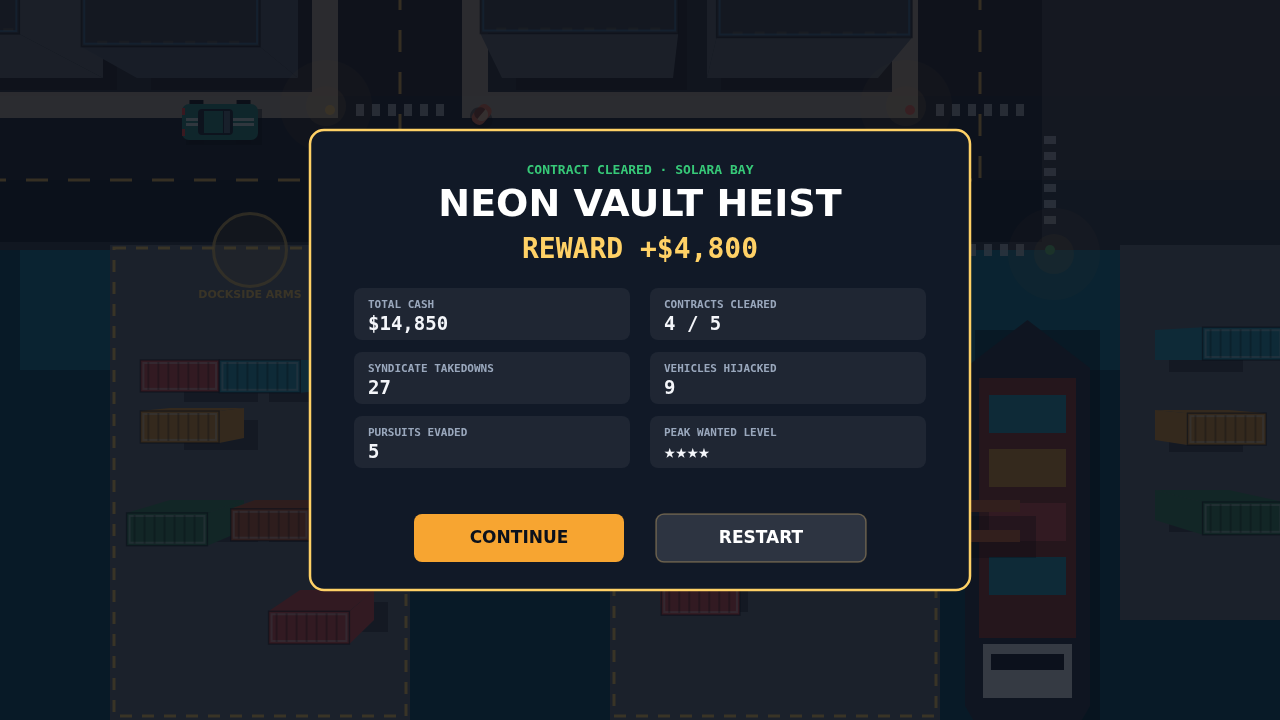 CONTRACT CLEARED · SOLARA BAY
NEON VAULT HEIST
REWARD +$4,800
DOCKSIDE ARMS
TOTAL CASH
$14,850
CONTRACTS CLEARED
4 / 5
SYNDICATE TAKEDOWNS
27
VEHICLES HIJACKED
9
PURSUITS EVADED
5
PEAK WANTED LEVEL
★★★★
CONTINUE
RESTART